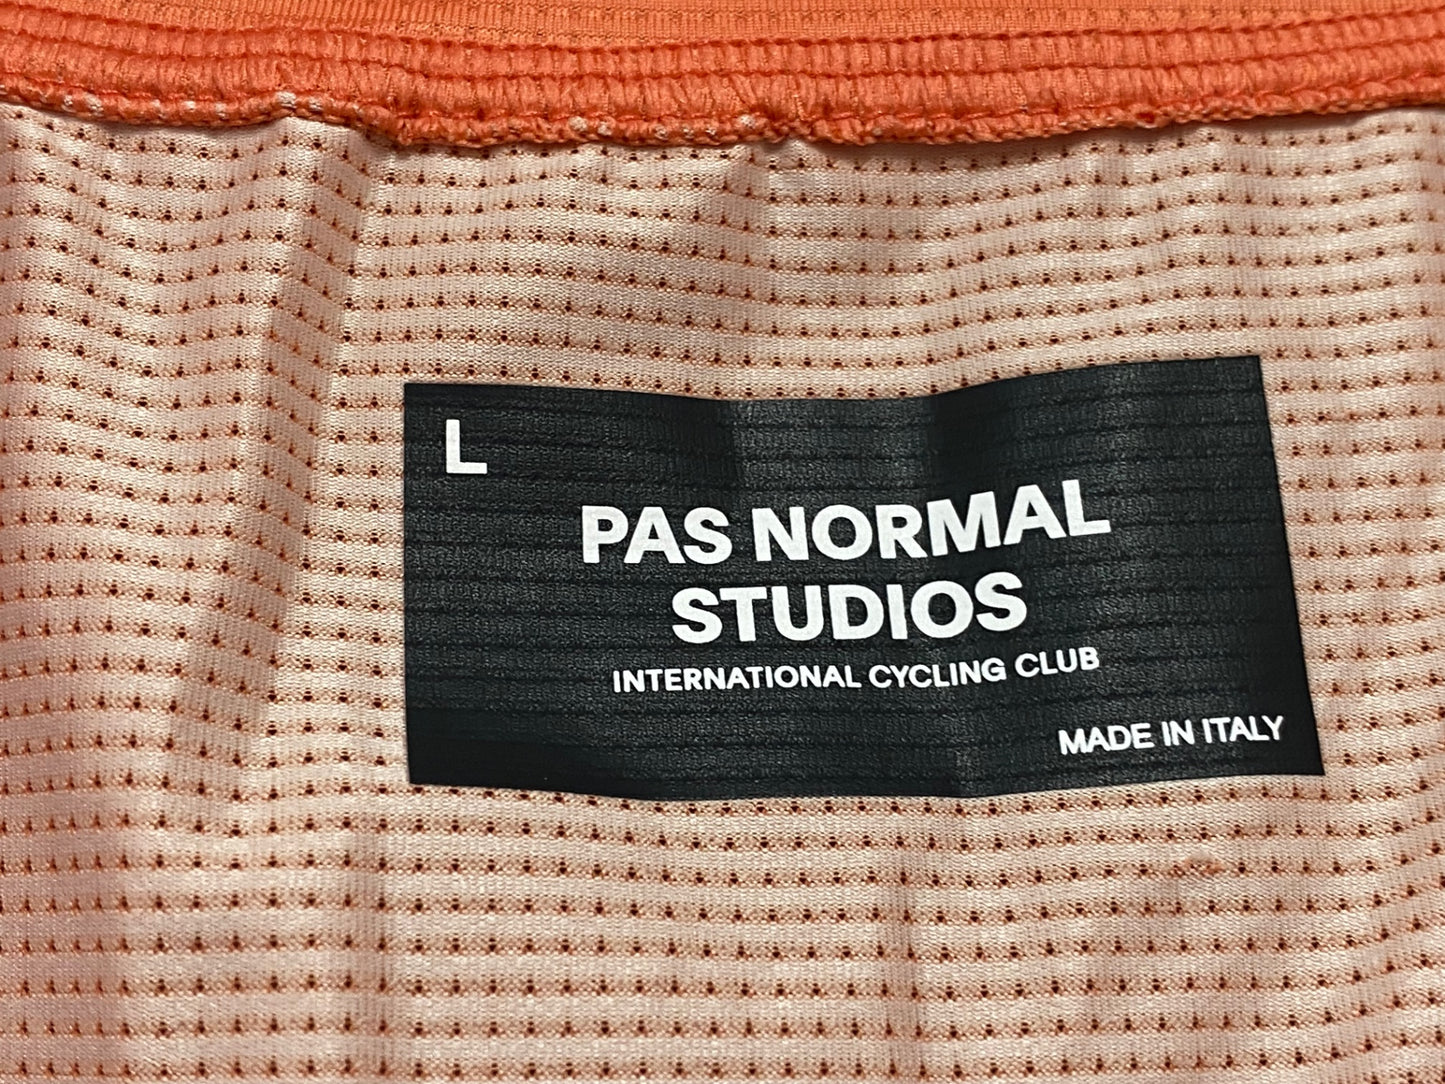 L
PAS NORMAL
STUDIOS
INTERNATIONAL CYCLING CLUB
MADE IN ITALY